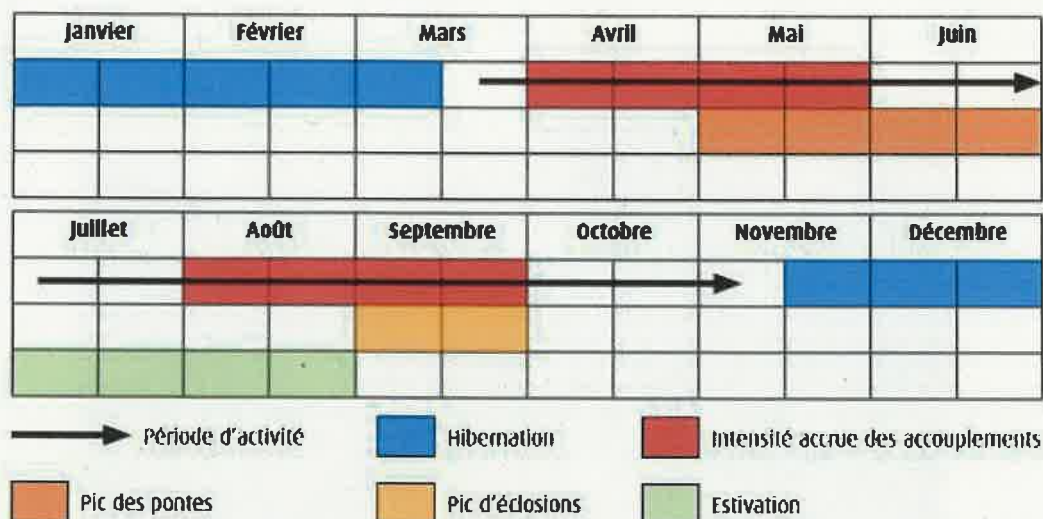 Janvier Février Mars Avril Mai Juin
Juillet Août Septembre Octobre Novembre Décembre
Période d'activité Hibernation Intensité accrue des accouplements
Pic des pontes Pic d'éclosions Estivation